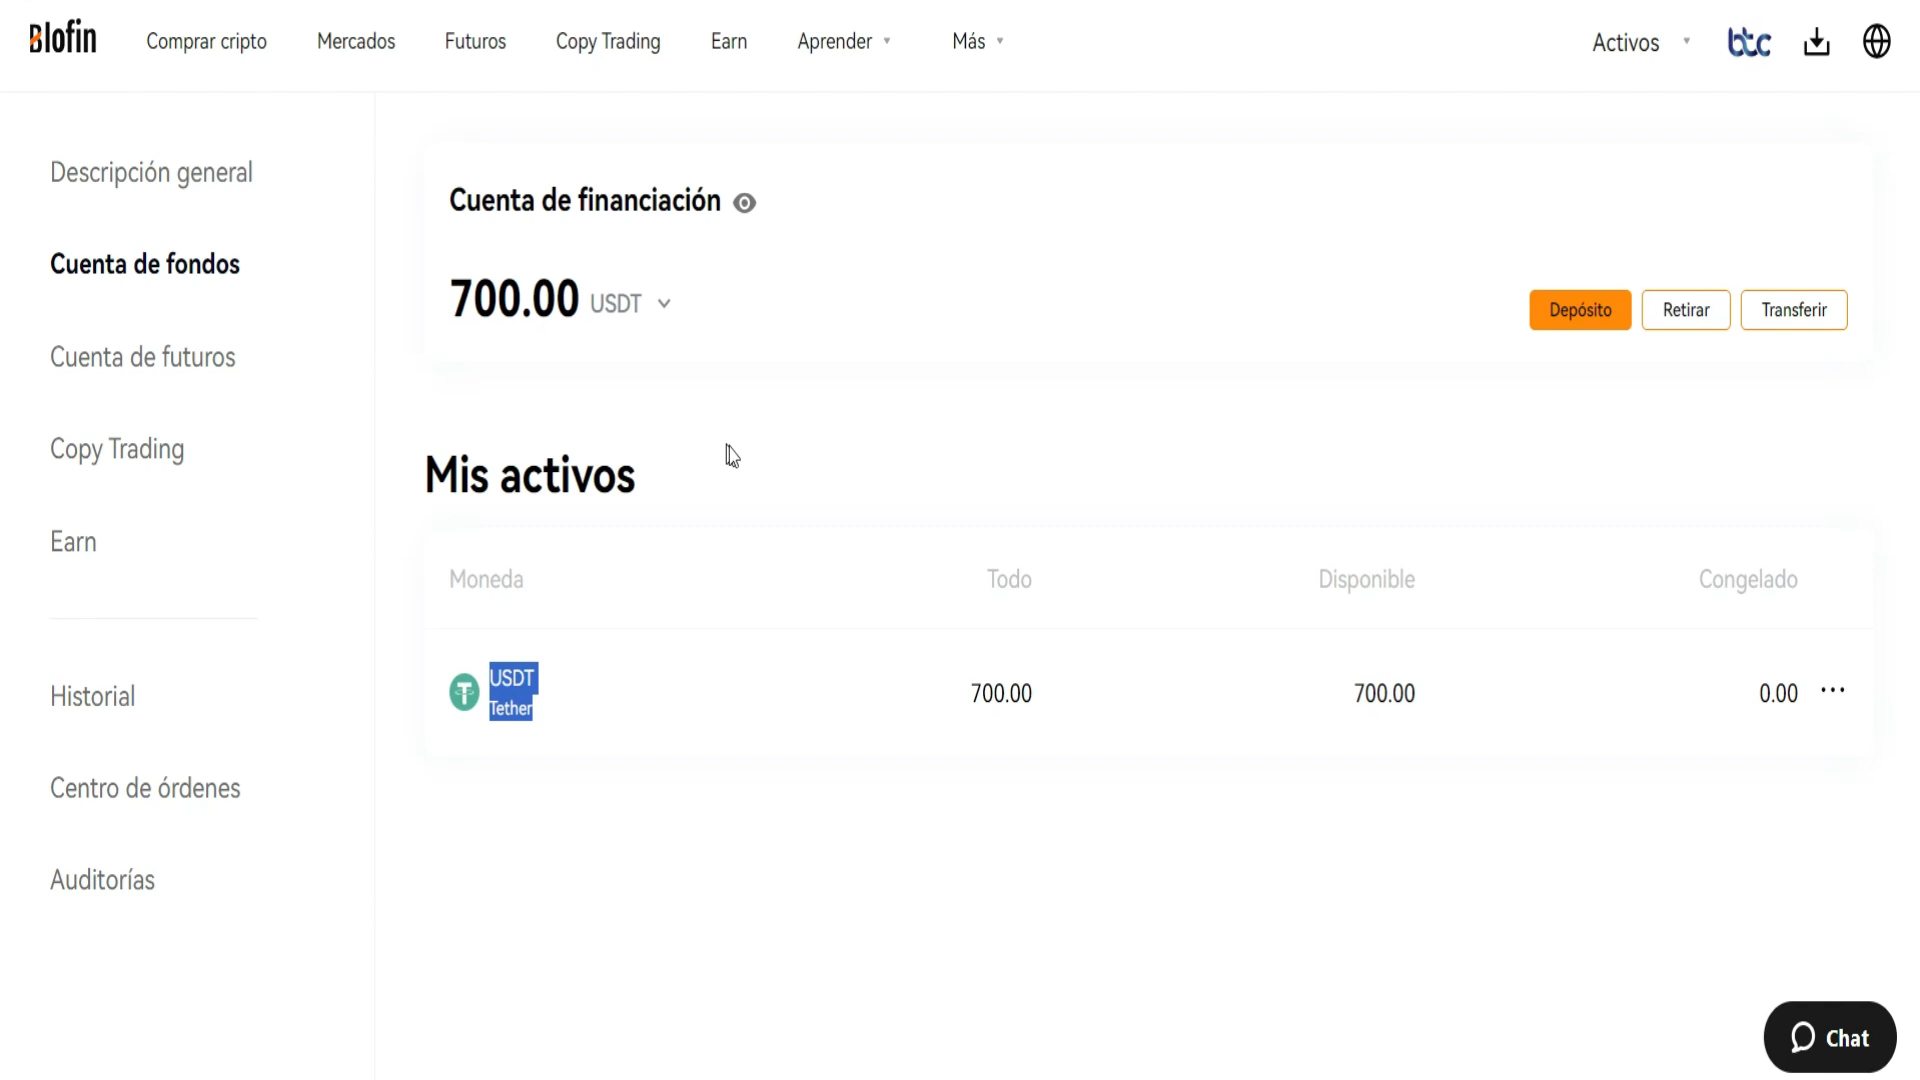 Blofin
Comprar cripto
Mercados
Futuros
Copy Trading
Earn
Aprender
Más
Activos
btc
Descripción general
Cuenta de fondos
Cuenta de futuros
Copy Trading
Earn
Historial
Centro de órdenes
Auditorías
Cuenta de financiación
700.00 USDT
Depósito
Retirar
Transferir
Mis activos
Moneda
Todo
Disponible
Congelado
USDT
Tether
700.00
700.00
0.00
Chat